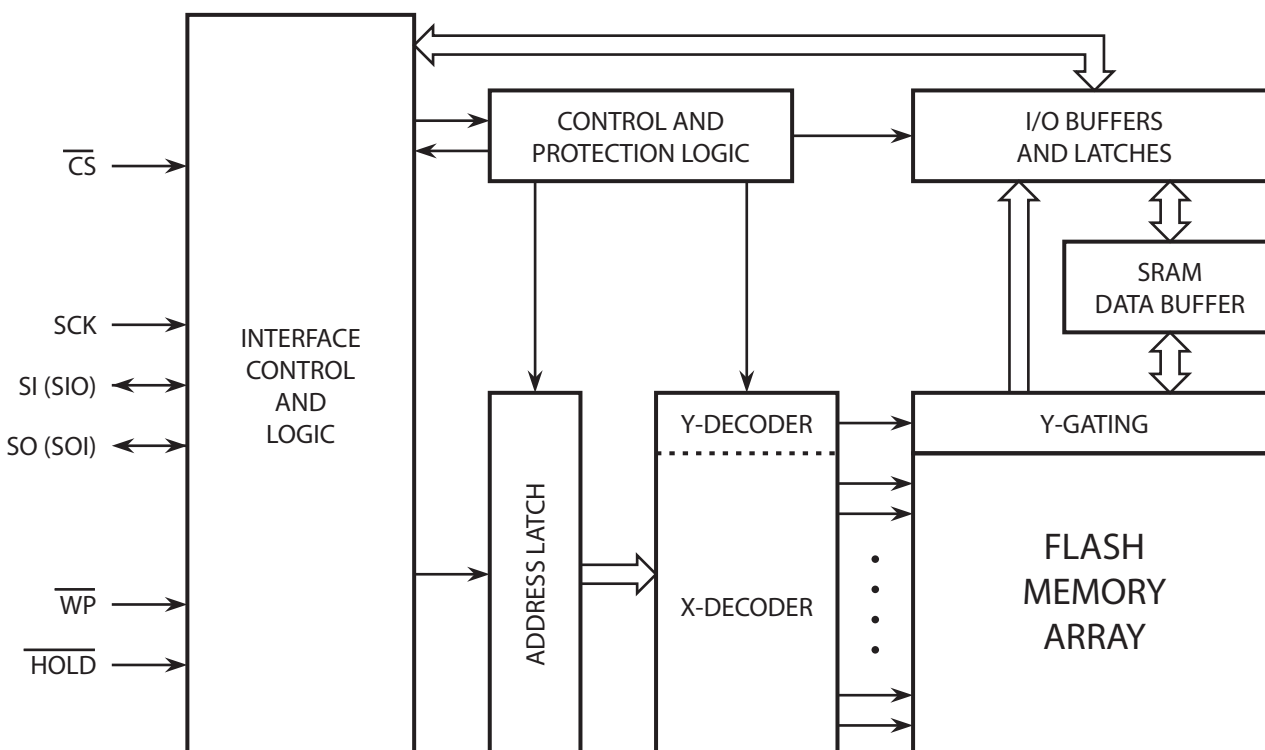 CS
SCK
SI (SIO)
SO (SOI)
WP
HOLD
INTERFACE
CONTROL
AND
LOGIC
CONTROL AND
PROTECTION LOGIC
I/O BUFFERS
AND LATCHES
SRAM
DATA BUFFER
ADDRESS LATCH
Y-DECODER
X-DECODER
Y-GATING
FLASH
MEMORY
ARRAY